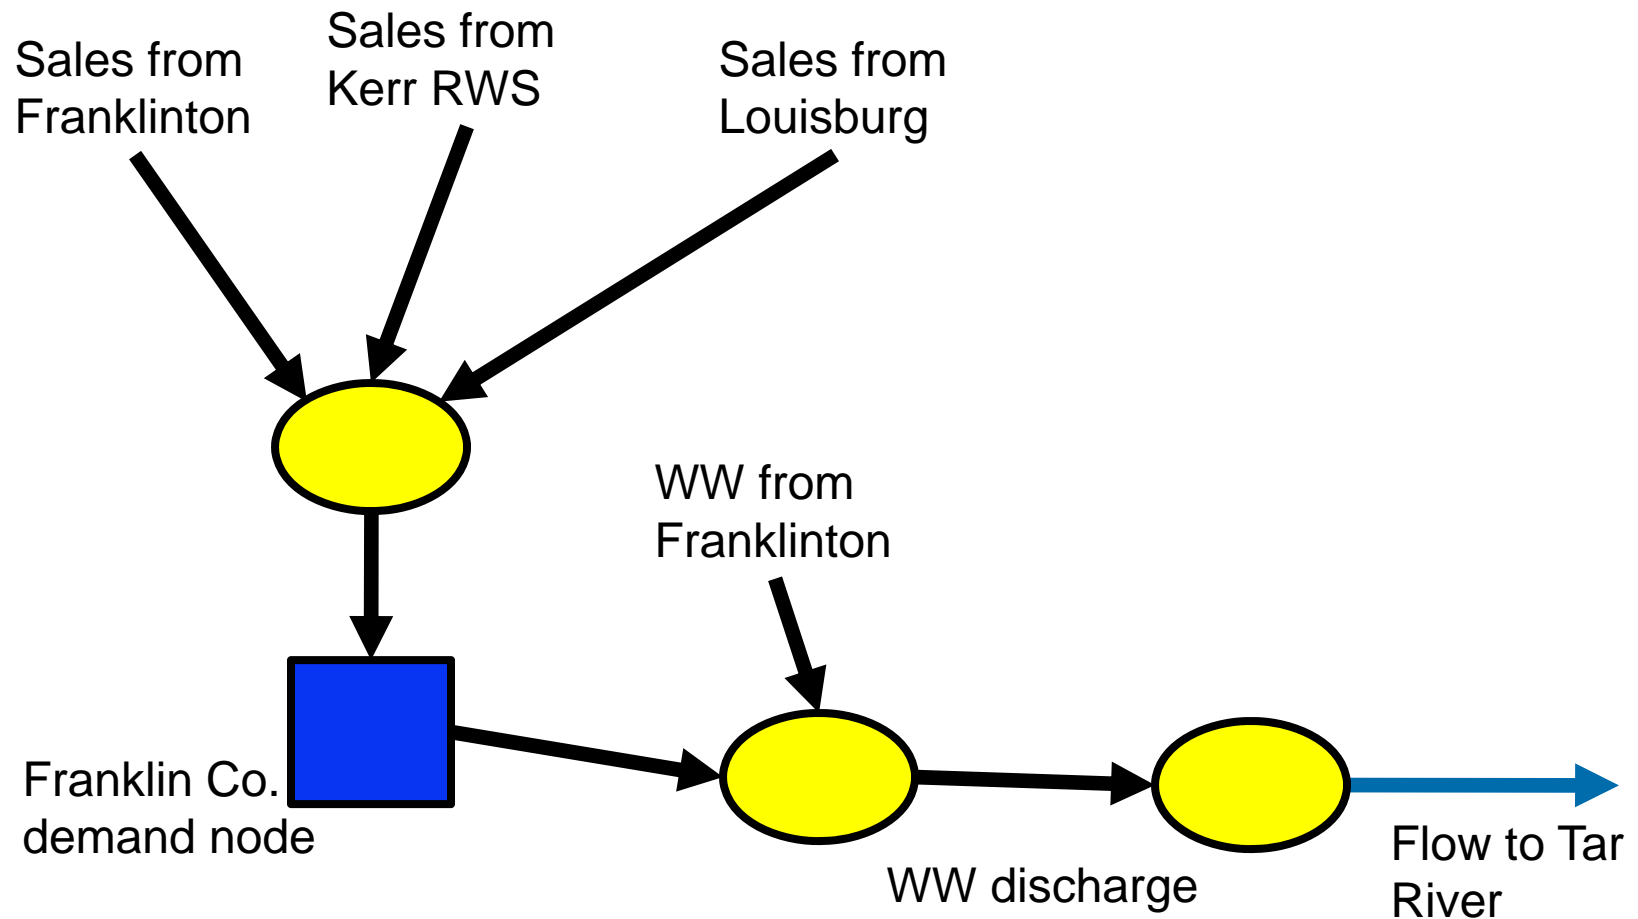 Sales from
Franklinton
Sales from
Kerr RWS
Sales from
Louisburg
WW from
Franklinton
Franklin Co.
demand node
WW discharge
Flow to Tar
River